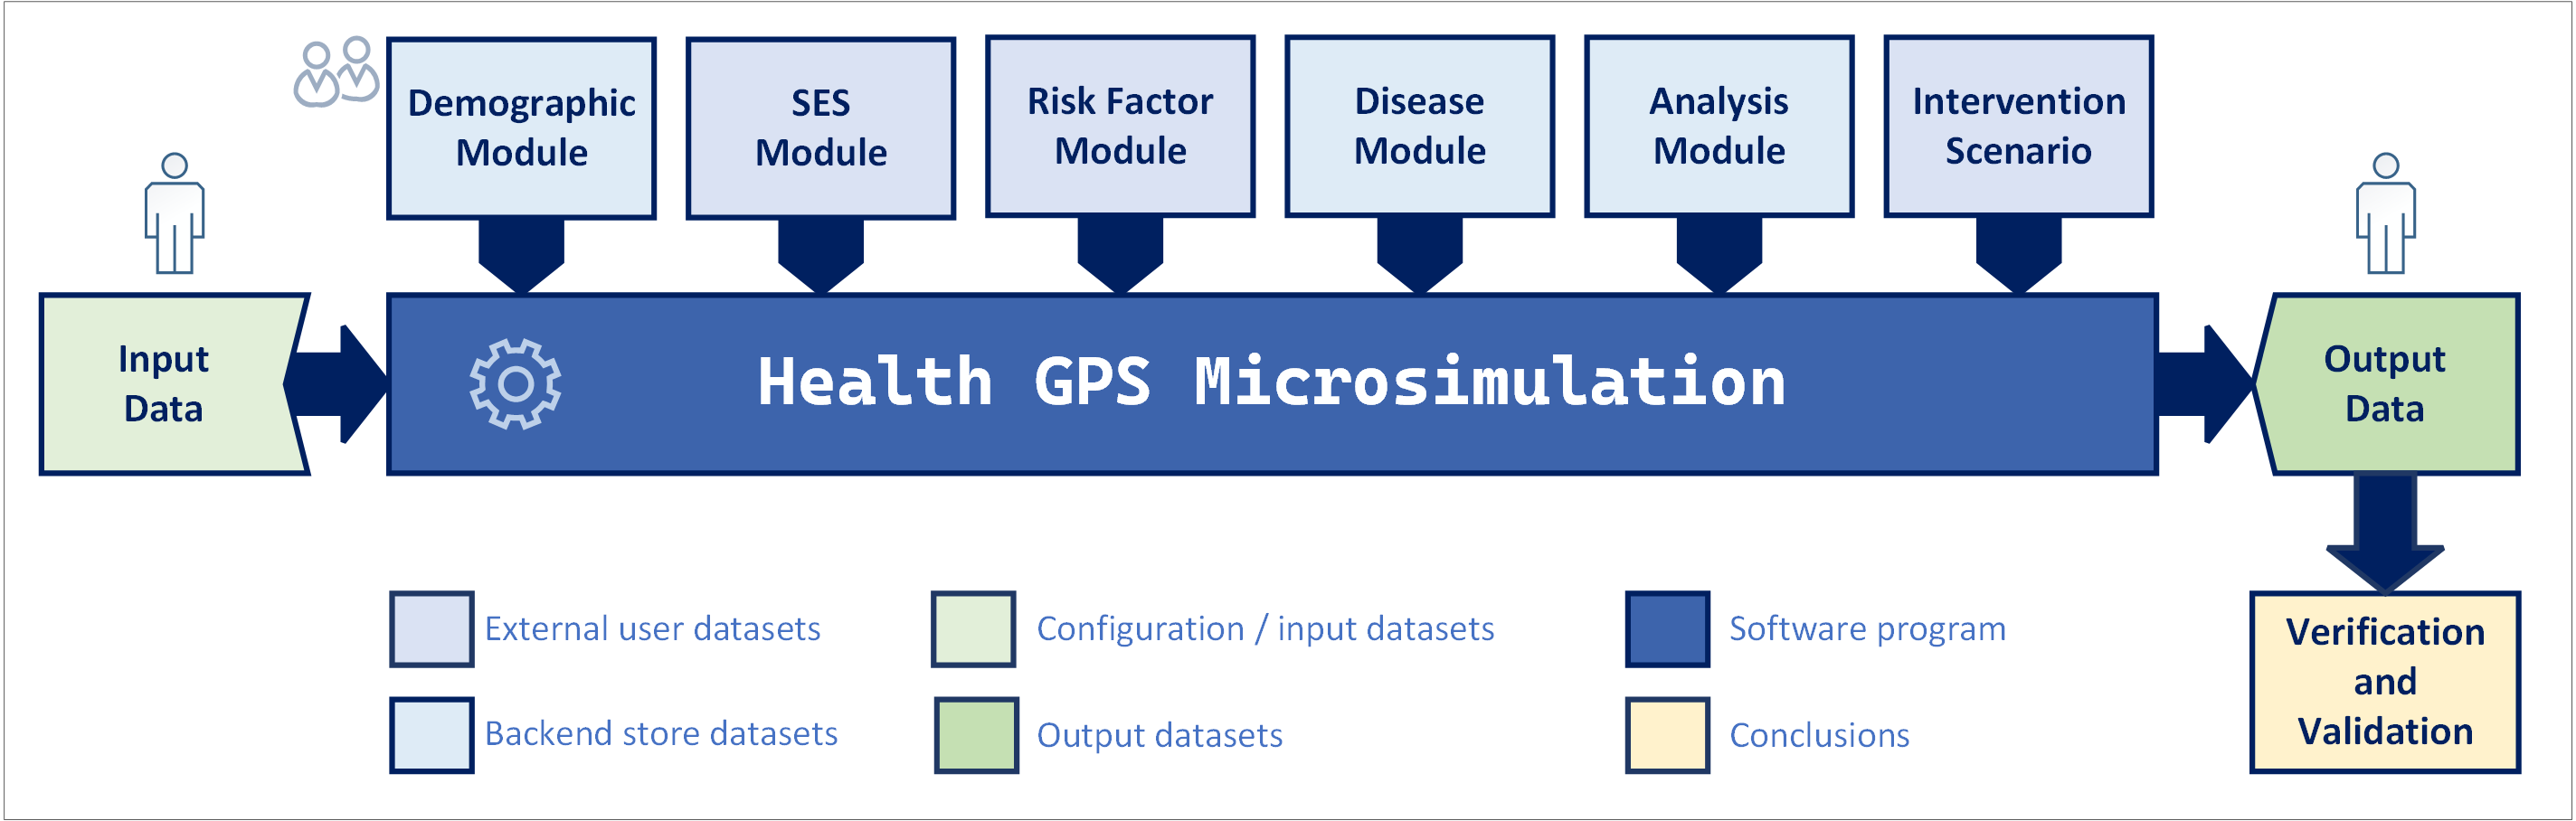 Demographic
Module
SES
Module
Risk Factor
Module
Disease
Module
Analysis
Module
Intervention
Scenario
Input
Data
Health GPS Microsimulation
Output
Data
External user datasets
Configuration / input datasets
Software program
Backend store datasets
Output datasets
Conclusions
Verification
and
Validation